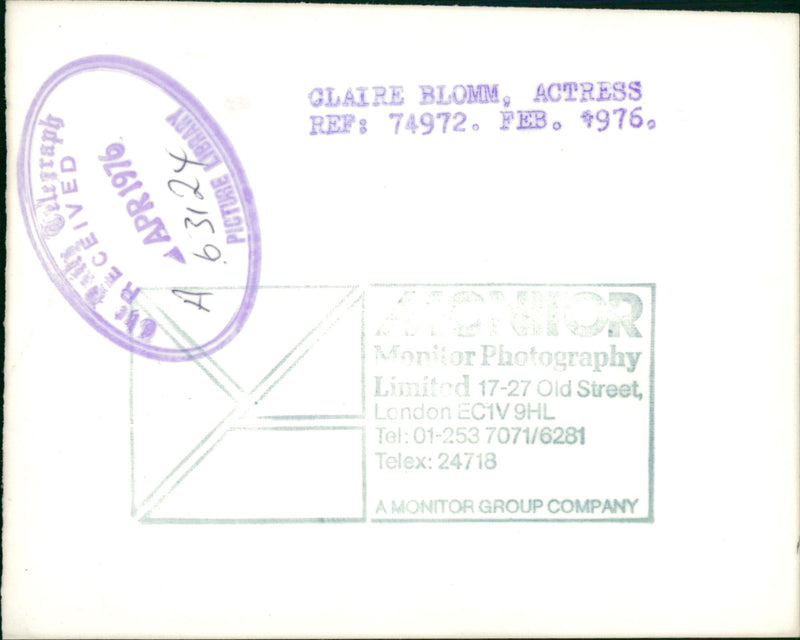 CLAIRE BLOMM, ACTRESS
REF: 74972. FEB. 1976.
The Daily Telegraph
RECEIVED
APR 1976
A 63124
PICTURE LIBRARY
MONITOR
Monitor Photography
Limited 17-27 Old Street,
London EC1V 9HL
Tel: 01-253 7071/6281
Telex: 24718
A MONITOR GROUP COMPANY